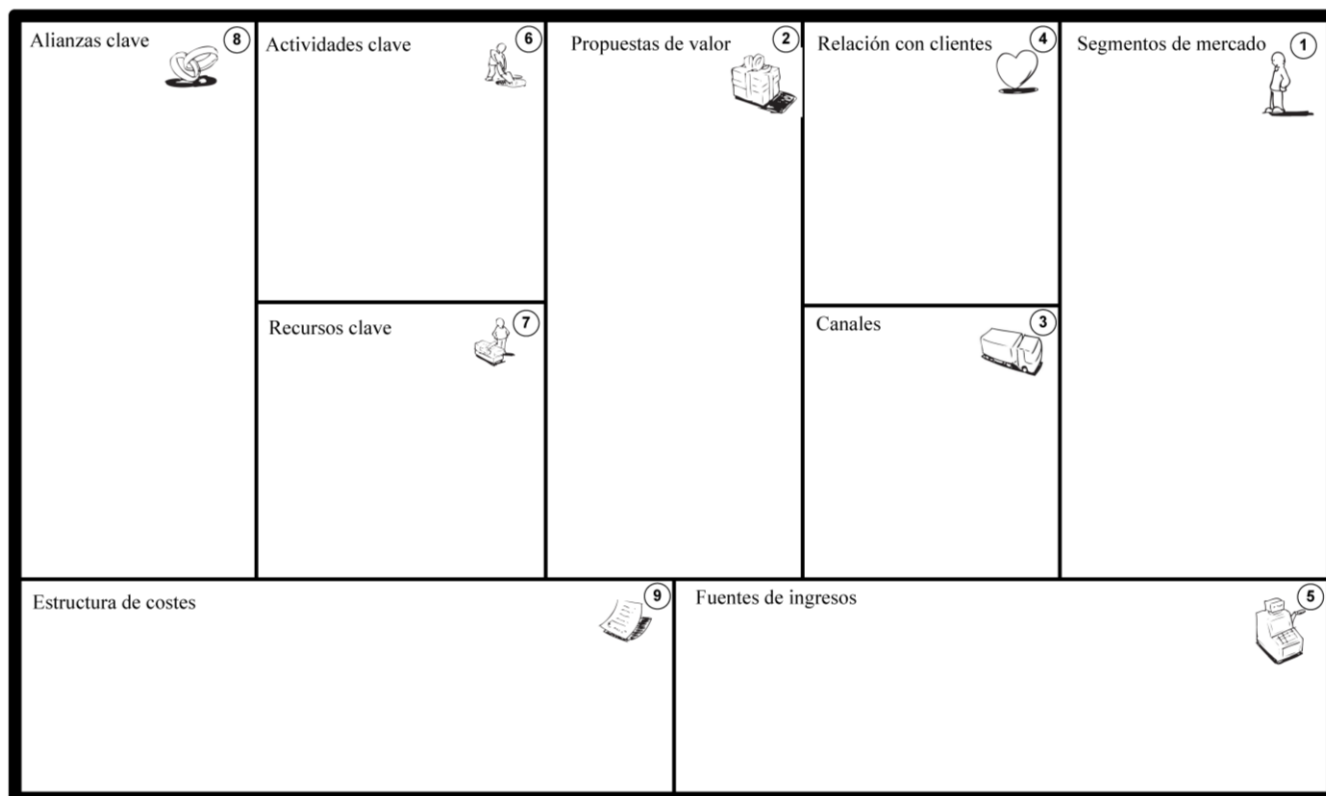 Alianzas clave
8
Actividades clave
6
Propuestas de valor
2
Relación con clientes
4
Segmentos de mercado
1
Recursos clave
7
Canales
3
Estructura de costes
9
Fuentes de ingresos
5